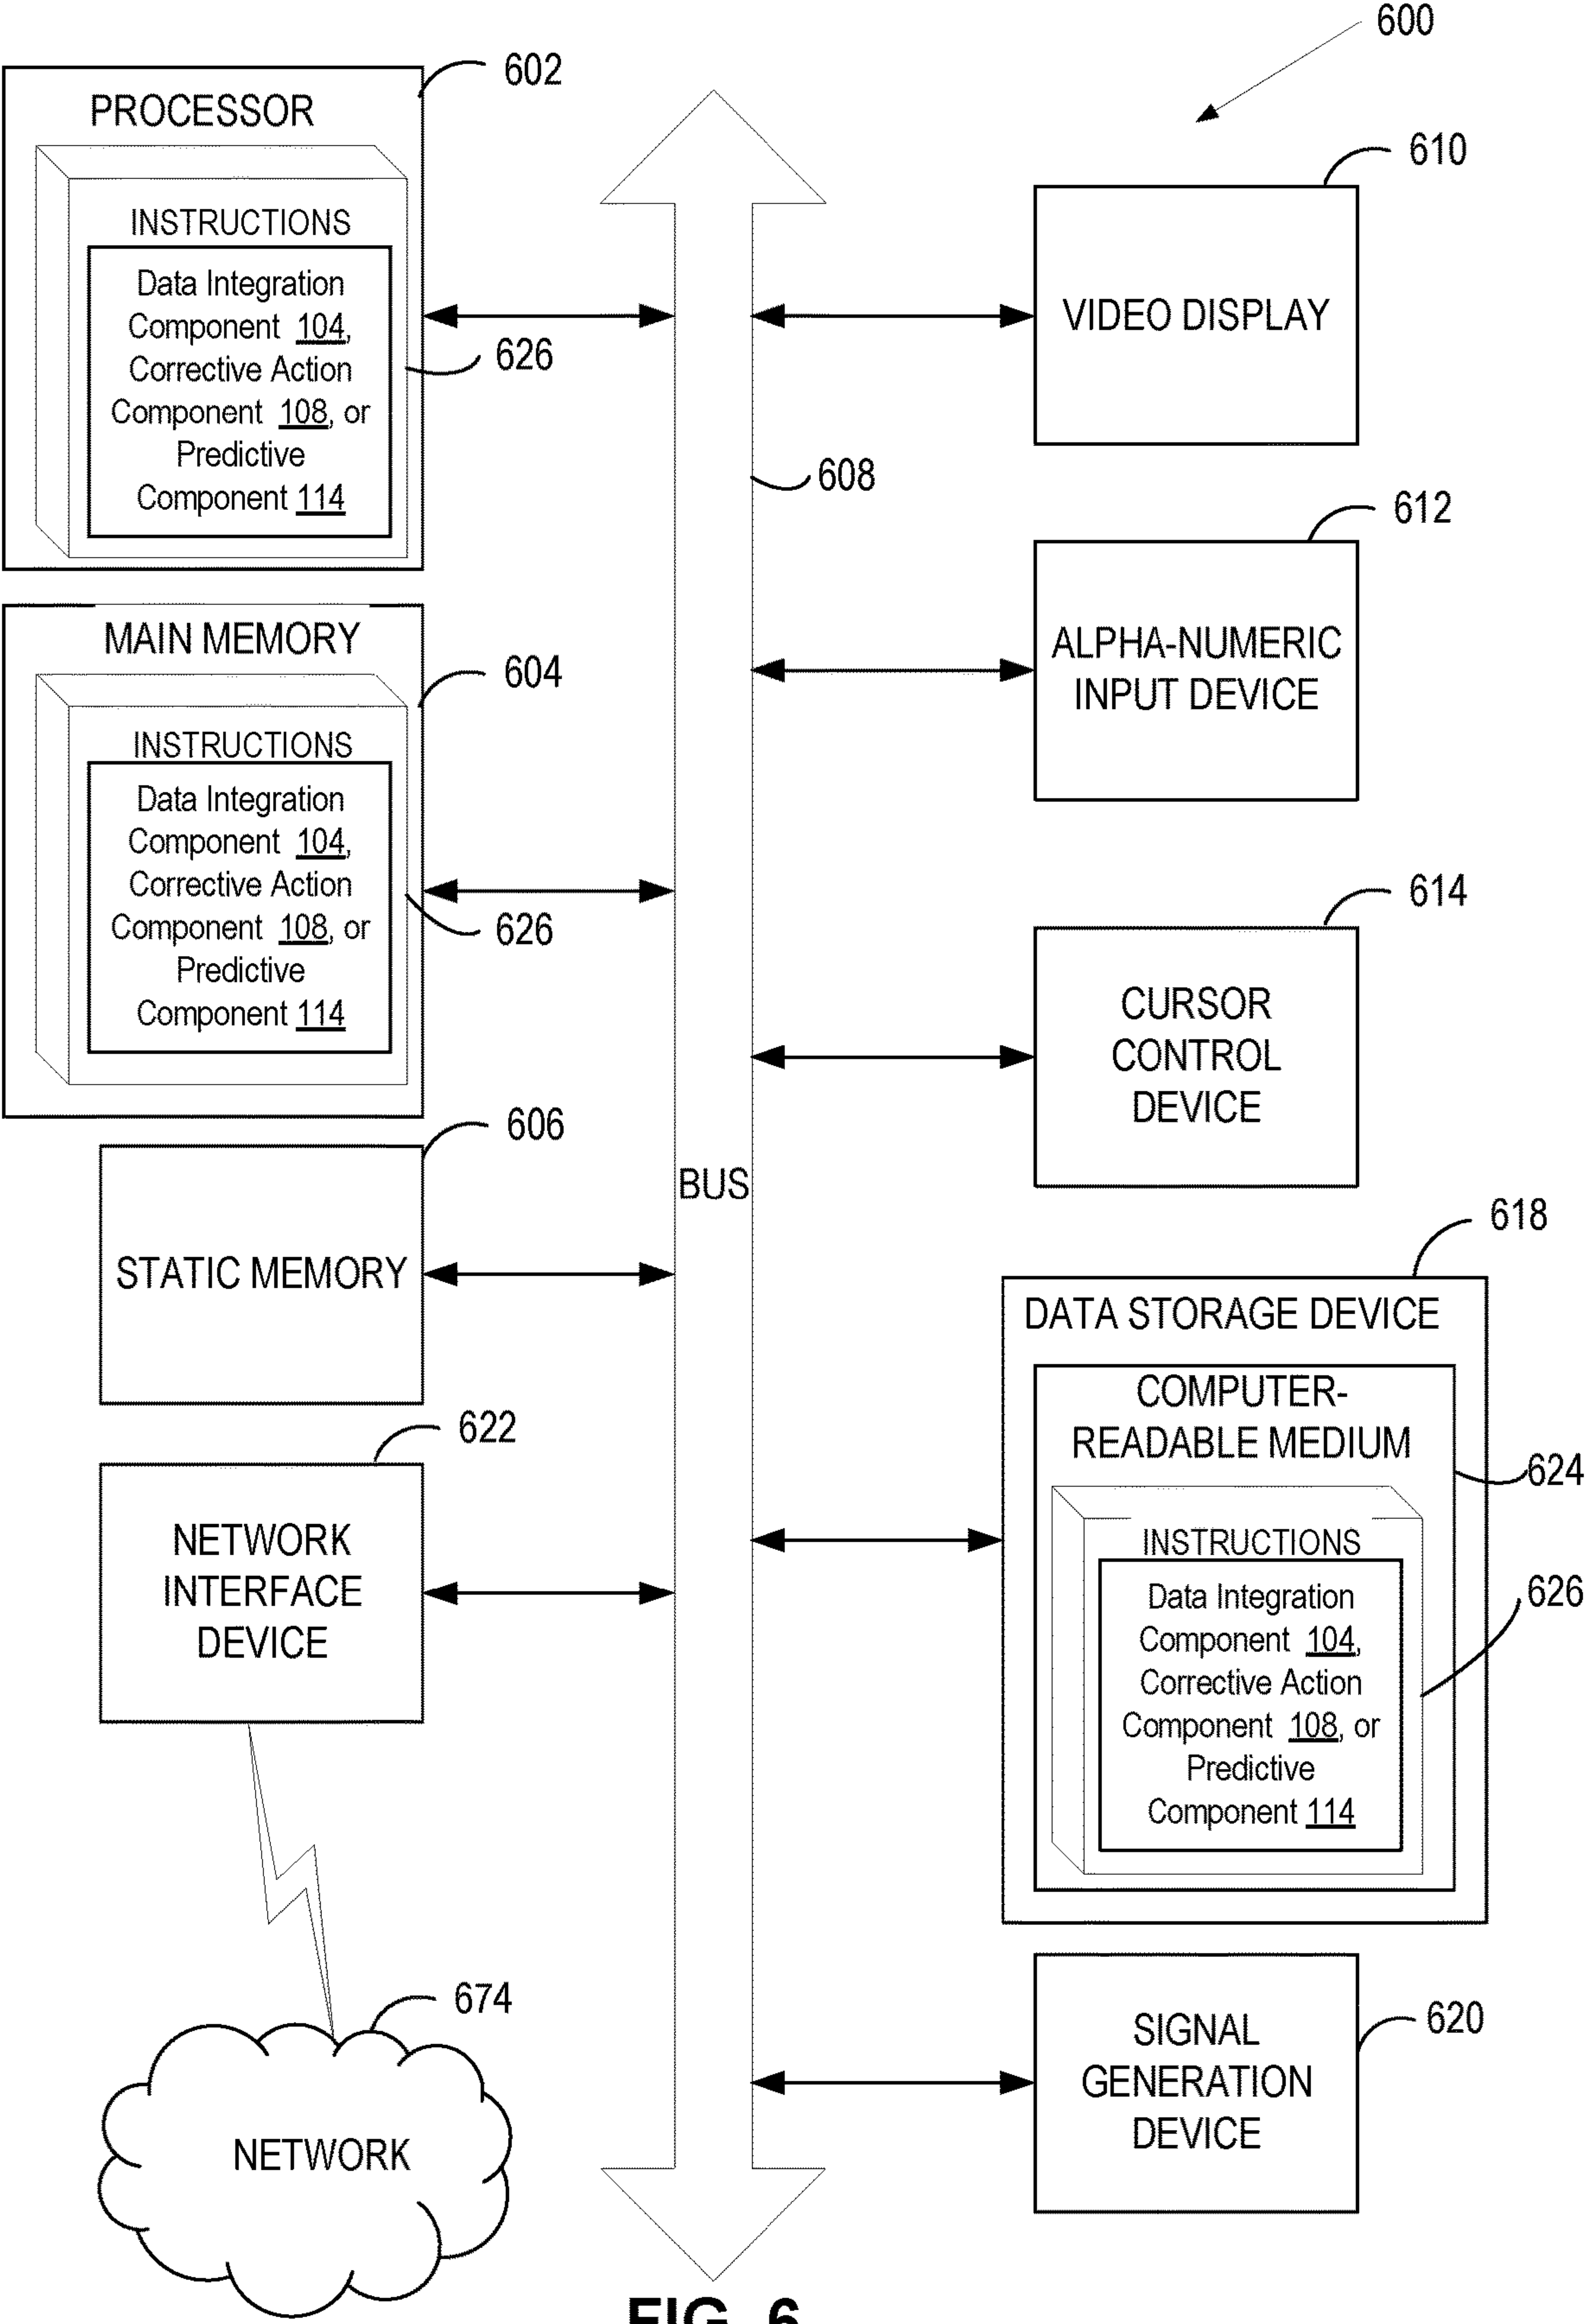 600
602
PROCESSOR
INSTRUCTIONS
Data Integration
Component 104,
Corrective Action
Component 108, or
Predictive
Component 114
626
MAIN MEMORY
604
INSTRUCTIONS
Data Integration
Component 104,
Corrective Action
Component 108, or
Predictive
Component 114
626
606
STATIC MEMORY
622
NETWORK
INTERFACE
DEVICE
674
NETWORK
608
BUS
610
VIDEO DISPLAY
612
ALPHA-NUMERIC
INPUT DEVICE
614
CURSOR
CONTROL
DEVICE
618
DATA STORAGE DEVICE
COMPUTER-
READABLE MEDIUM
624
INSTRUCTIONS
Data Integration
Component 104,
Corrective Action
Component 108, or
Predictive
Component 114
626
SIGNAL
GENERATION
DEVICE
620
FIG. 6